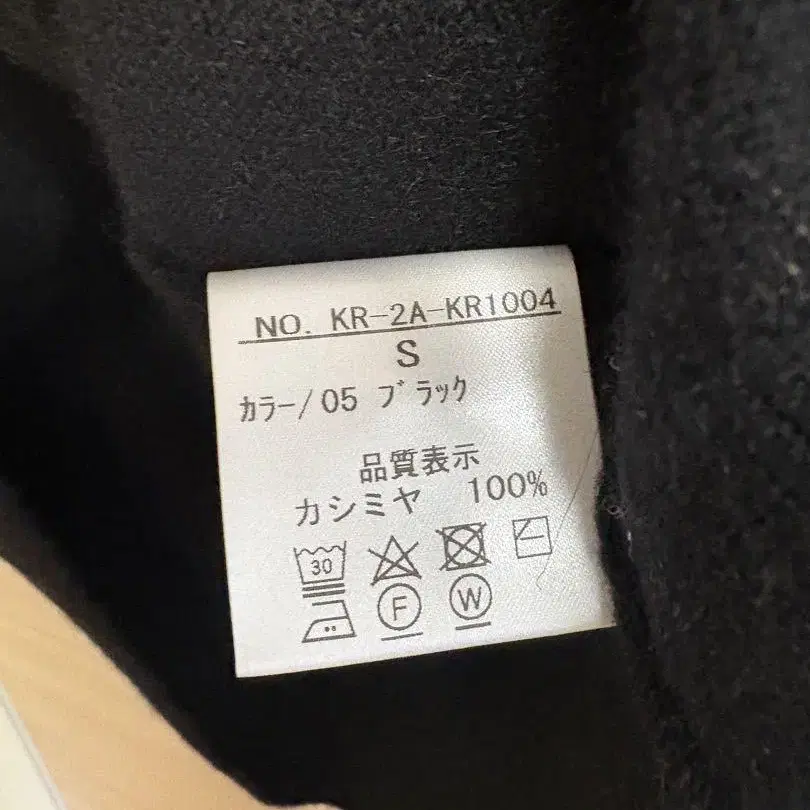 NO. KR-2A-KR1004
S
カラー/05 ブラック
品質表示
カシミヤ 100%
30
F W